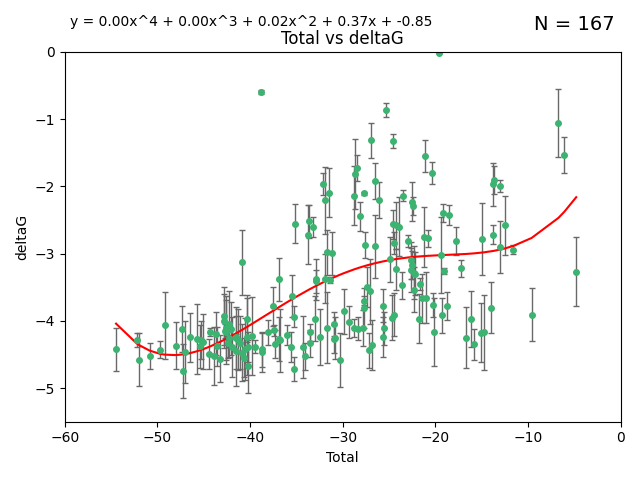 y = 0.00x^4 + 0.00x^3 + 0.02x^2 + 0.37x + -0.85
N = 167
Total vs deltaG
0
−1
−2
−3
−4
−5
deltaG
−60 −50 −40 −30 −20 −10 0
Total